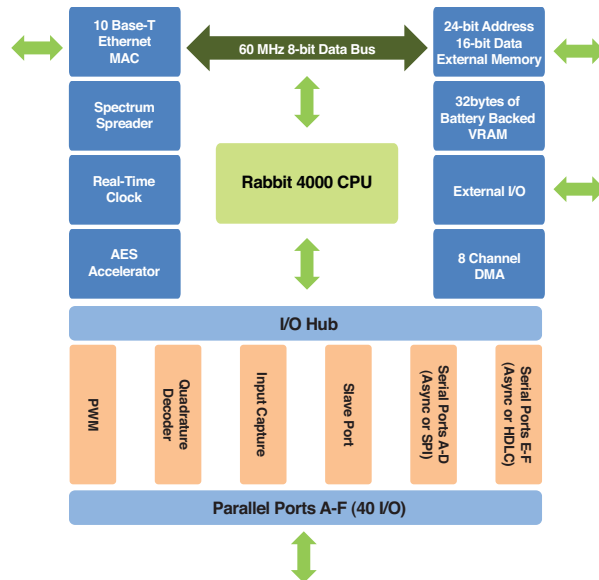 10 Base-T
Ethernet
MAC
60 MHz 8-bit Data Bus
24-bit Address
16-bit Data
External Memory
Spectrum
Spreader
32bytes of
Battery Backed
VRAM
Rabbit 4000 CPU
Real-Time
Clock
External I/O
AES
Accelerator
8 Channel
DMA
I/O Hub
PWM
Quadrature
Decoder
Input Capture
Slave Port
Serial Ports A-D
(Async or SPI)
Serial Ports E-F
(Async or HDLC)
Parallel Ports A-F (40 I/O)